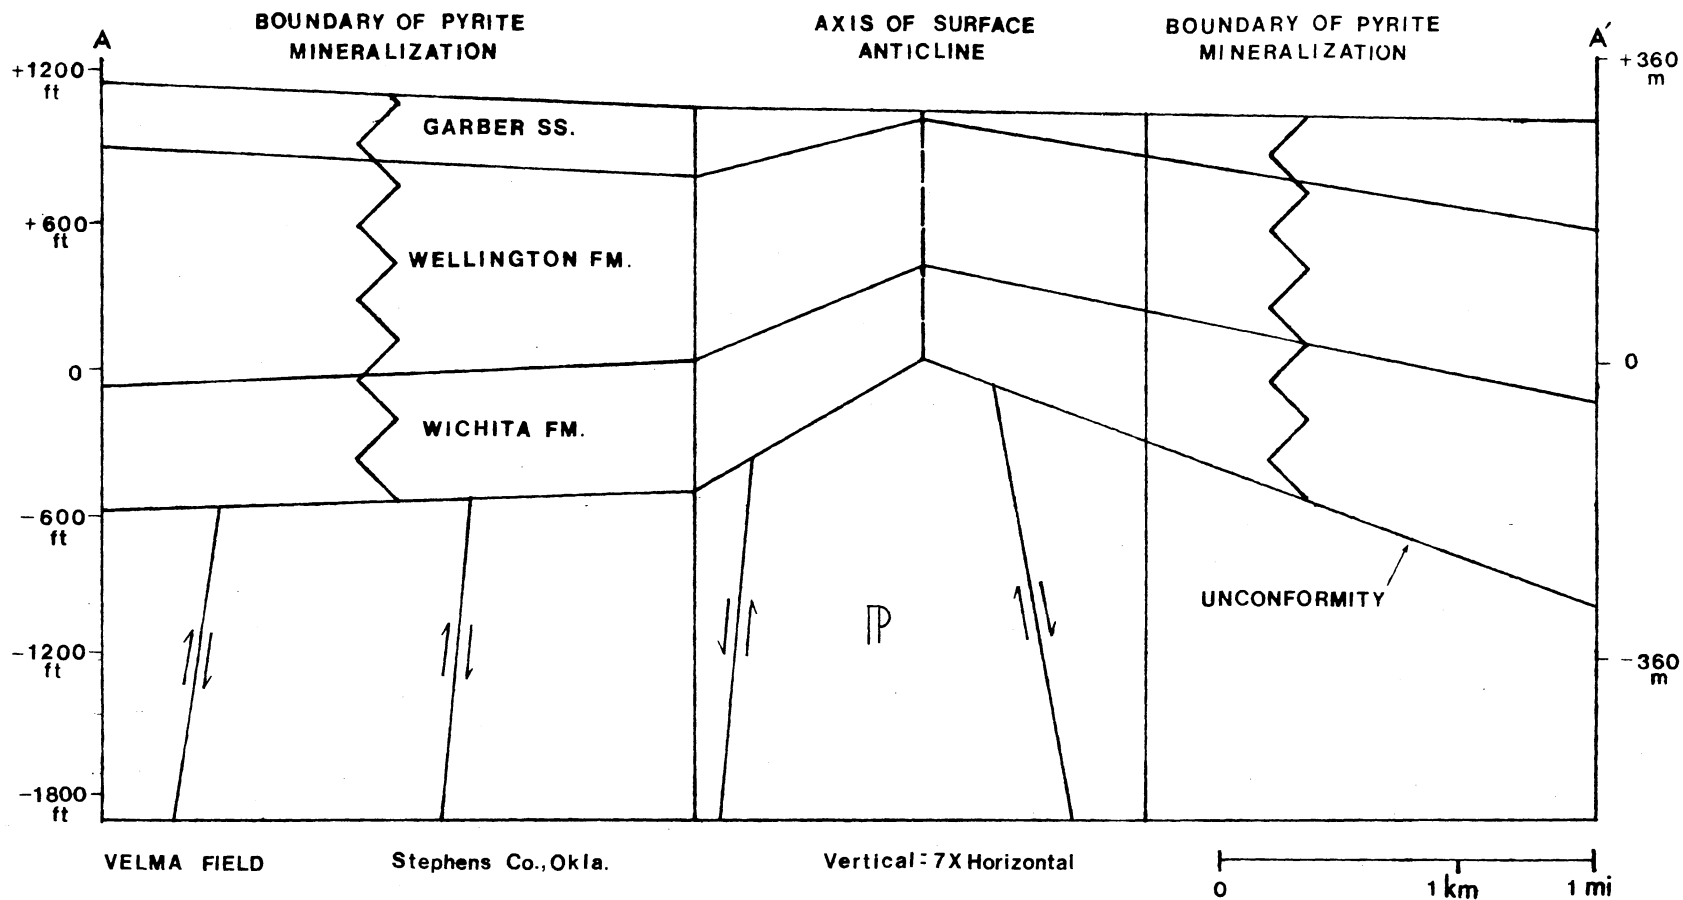 BOUNDARY OF PYRITE
MINERALIZATION
AXIS OF SURFACE
ANTICLINE
BOUNDARY OF PYRITE
MINERALIZATION
A
A′
+1200
ft
+360
m
GARBER SS.
+600
ft
WELLINGTON FM.
0
0
WICHITA FM.
-600
ft
UNCONFORMITY
ℙ
-1200
ft
-360
m
-1800
ft
VELMA FIELD
Stephens Co., Okla.
Vertical = 7X Horizontal
0
1 km
1 mi